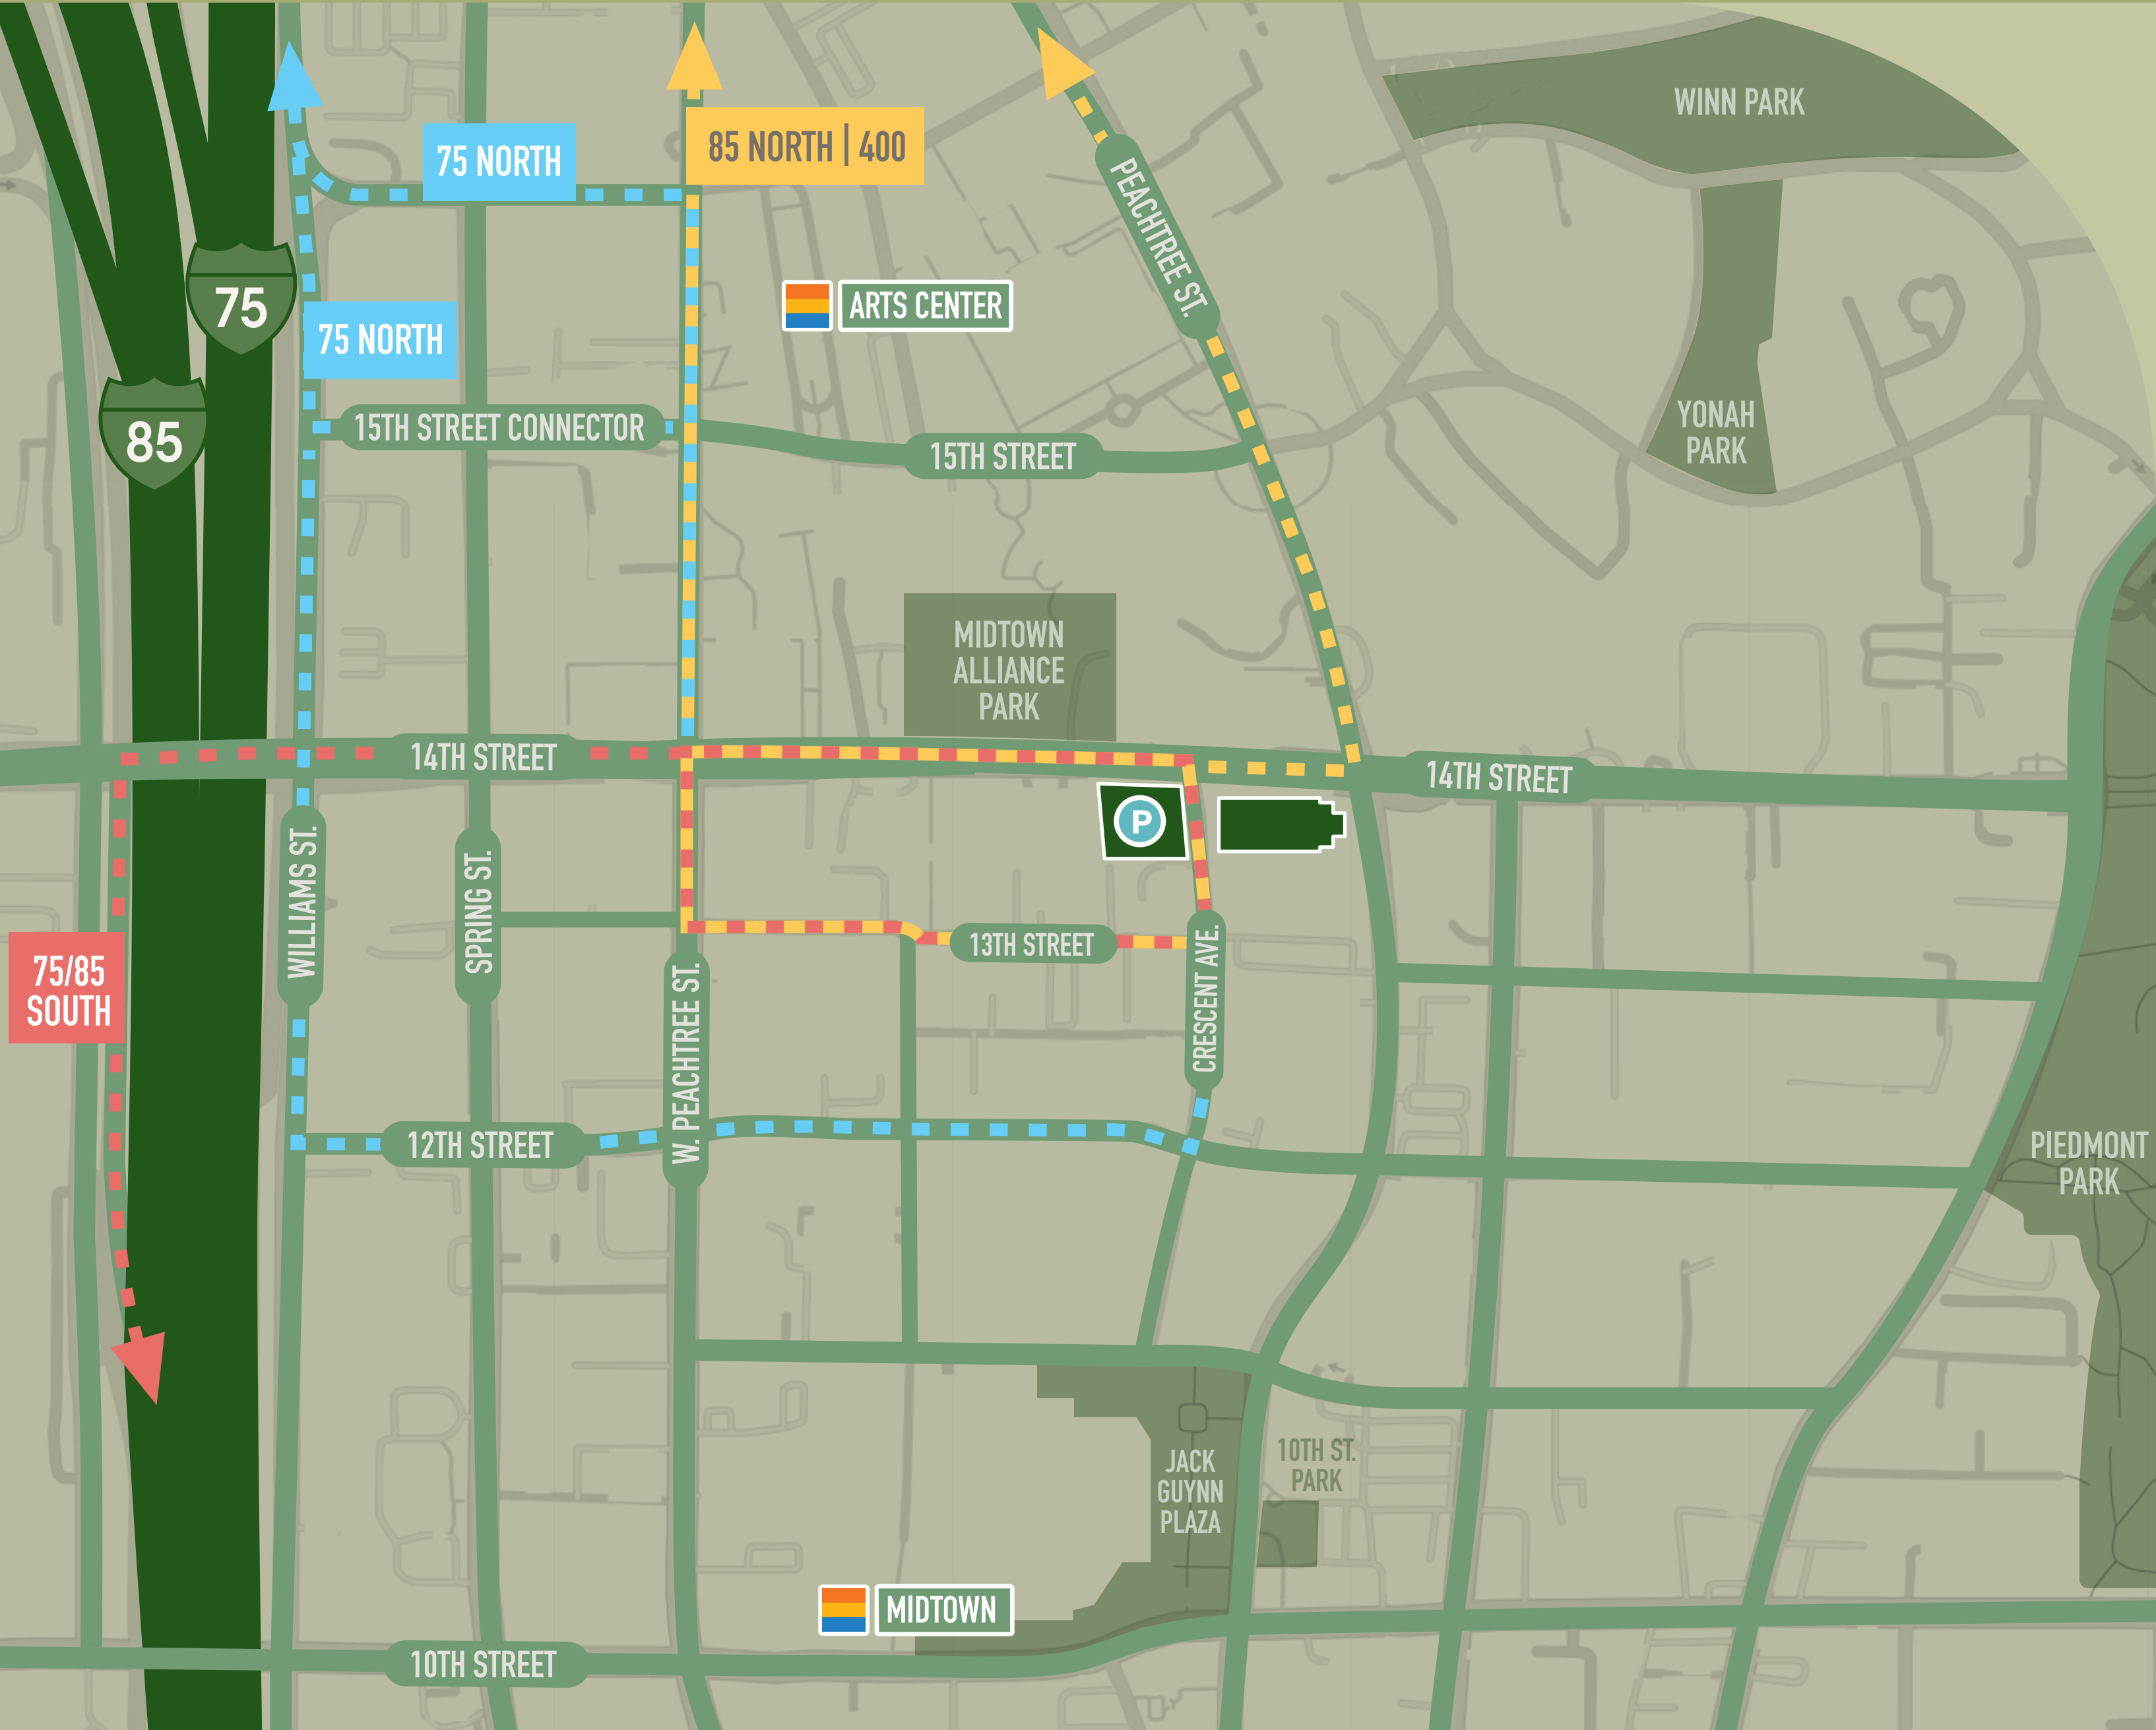 WINN PARK
75 NORTH
85 NORTH | 400
PEACHTREE ST.
75
75 NORTH
ARTS CENTER
85
15TH STREET CONNECTOR
15TH STREET
YONAH
PARK
MIDTOWN
ALLIANCE
PARK
14TH STREET
14TH STREET
P
WILLIAMS ST.
SPRING ST.
13TH STREET
CRESCENT AVE.
75/85
SOUTH
W. PEACHTREE ST.
12TH STREET
PIEDMONT
PARK
JACK
GUYNN
PLAZA
10TH ST.
PARK
MIDTOWN
10TH STREET